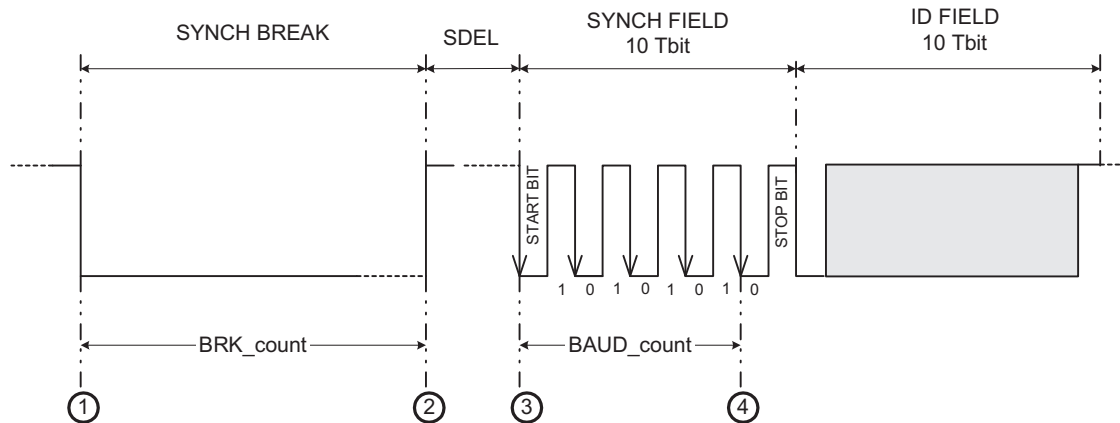 SYNCH BREAK
SDEL
SYNCH FIELD
10 Tbit
ID FIELD
10 Tbit
START BIT
STOP BIT
1 0 1 0 1 0 1 0
BRK_count
BAUD_count
1
2
3
4